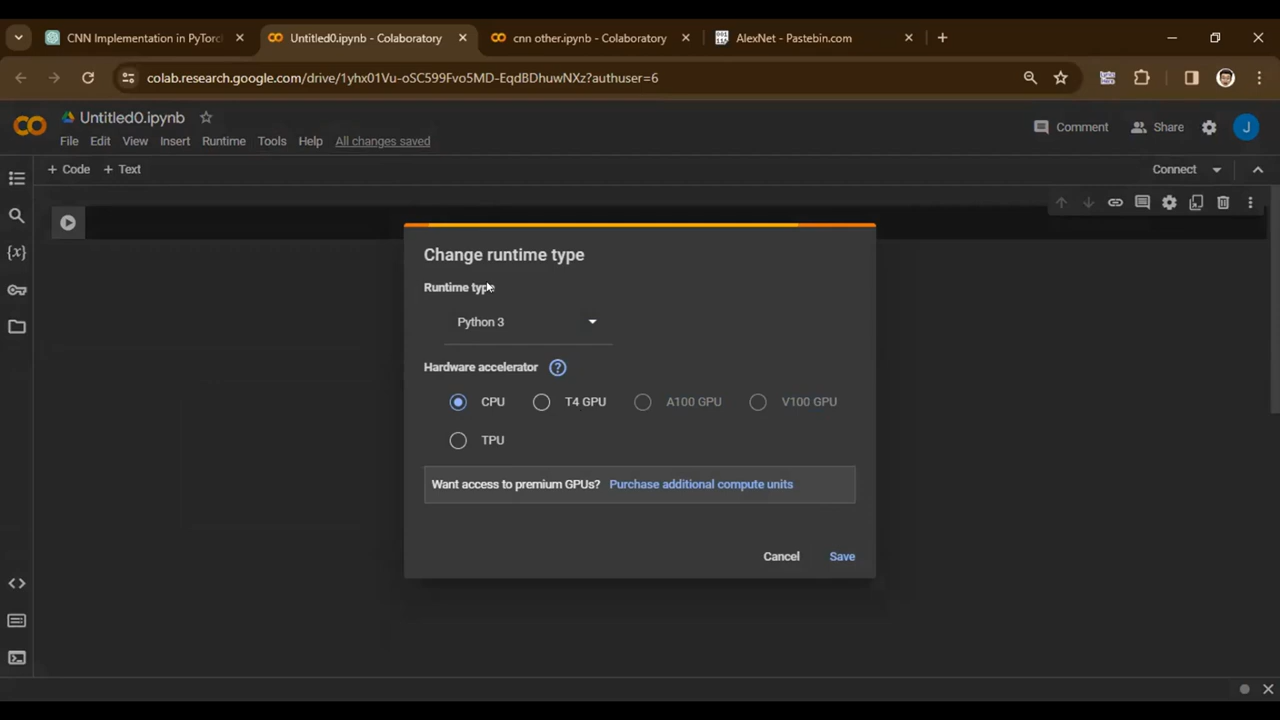 CNN Implementation in PyTorc
Untitled0.ipynb - Colaboratory
cnn other.ipynb - Colaboratory
AlexNet - Pastebin.com
colab.research.google.com/drive/1yhx01Vu-oSC599Fvo5MD-EqdBDhuwNXz?authuser=6
Untitled0.ipynb
Comment
Share
J
File Edit View Insert Runtime Tools Help All changes saved
+ Code + Text
Connect
Change runtime type
Runtime type
Python 3
Hardware accelerator ?
CPU T4 GPU A100 GPU V100 GPU
TPU
Want access to premium GPUs? Purchase additional compute units
Cancel Save